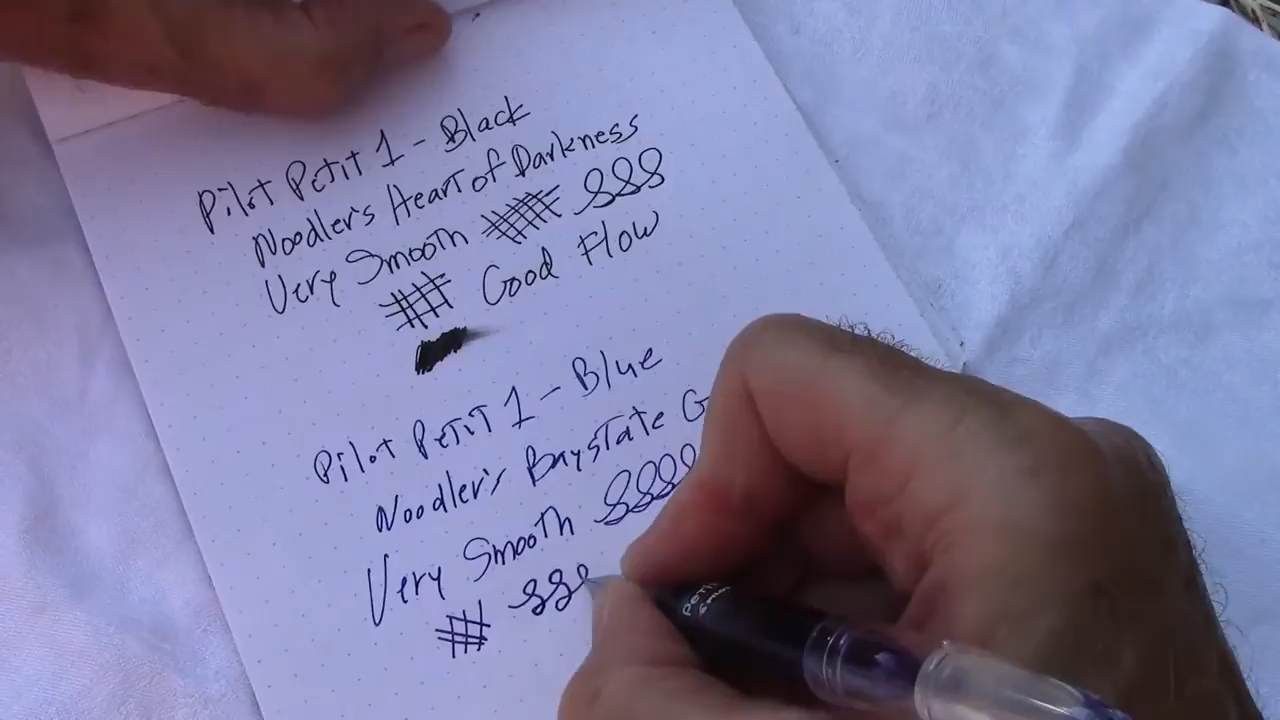 Pilot Petit 1 - Black
Noodler's Heart of Darkness
Very Smooth
Good Flow
Pilot Petit 1 - Blue
Noodler's Baystate G
Very Smooth
Petit